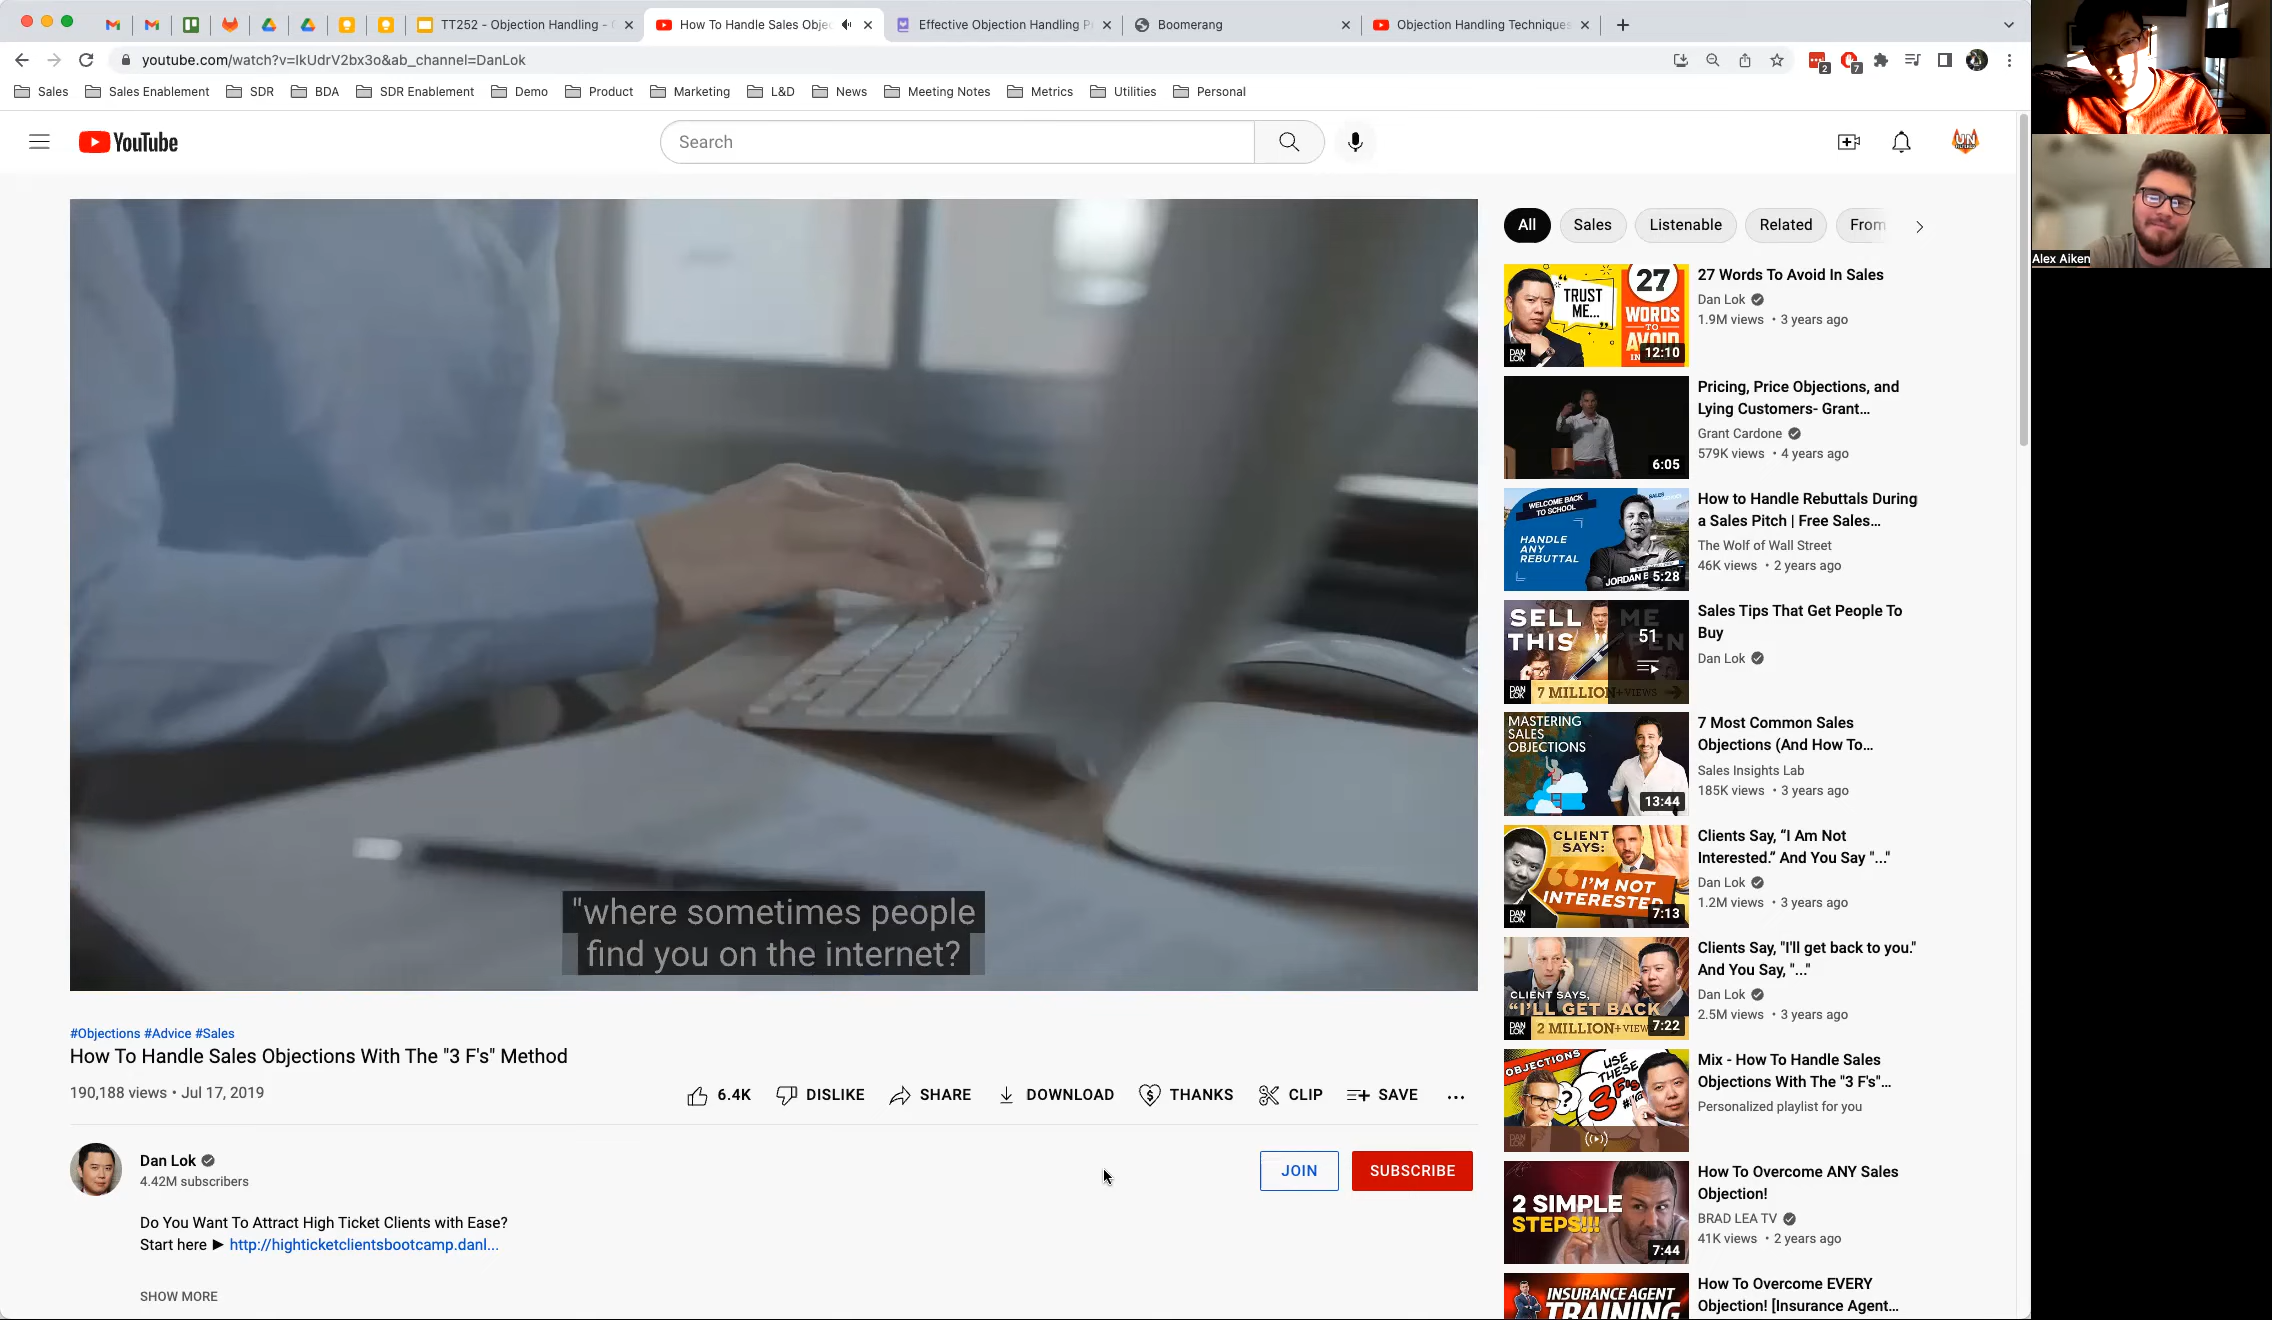 TT252 - Objection Handling -
How To Handle Sales Obje
Effective Objection Handling P
Boomerang
Objection Handling Techniques
youtube.com/watch?v=IkUdrV2bx3o&ab_channel=DanLok
2
7
Sales
Sales Enablement
SDR
BDA
SDR Enablement
Demo
Product
Marketing
L&D
News
Meeting Notes
Metrics
Utilities
Personal
YouTube
Search
UN
"where sometimes people
find you on the internet?
#Objections #Advice #Sales
How To Handle Sales Objections With The "3 F's" Method
190,188 views • Jul 17, 2019
6.4K
DISLIKE
SHARE
DOWNLOAD
THANKS
CLIP
SAVE
Dan Lok
4.42M subscribers
JOIN
SUBSCRIBE
Do You Want To Attract High Ticket Clients with Ease?
Start here ► http://highticketclientsbootcamp.danl...
SHOW MORE
All
Sales
Listenable
Related
From
TRUST
ME...
27
WORDS
TO
AVOID
IN
DAN
LOK
12:10
27 Words To Avoid In Sales
Dan Lok
1.9M views • 3 years ago
6:05
Pricing, Price Objections, and
Lying Customers- Grant...
Grant Cardone
579K views • 4 years ago
WELCOME BACK
TO SCHOOL
HANDLE
ANY
REBUTTAL
JORDAN B
5:28
How to Handle Rebuttals During
a Sales Pitch | Free Sales...
The Wolf of Wall Street
46K views • 2 years ago
SELL ME
THIS PEN
51
DAN
LOK
7 MILLION+VIEWS
Sales Tips That Get People To
Buy
Dan Lok
MASTERING
SALES
OBJECTIONS
13:44
7 Most Common Sales
Objections (And How To...
Sales Insights Lab
185K views • 3 years ago
CLIENT
SAYS:
"I'M NOT
INTERESTED
DAN
LOK
7:13
Clients Say, “I Am Not
Interested.” And You Say "..."
Dan Lok
1.2M views • 3 years ago
CLIENT SAYS,
"I'LL GET BACK
DAN
LOK
2 MILLION+VIEW
7:22
Clients Say, "I'll get back to you."
And You Say, "..."
Dan Lok
2.5M views • 3 years ago
OBJECTIONS
USE
THESE
3F's
DAN
LOK
Mix - How To Handle Sales
Objections With The "3 F's"...
Personalized playlist for you
2 SIMPLE
STEPS!!!
7:44
How To Overcome ANY Sales
Objection!
BRAD LEA TV
41K views • 2 years ago
INSURANCE AGENT
TRAINING
How To Overcome EVERY
Objection! [Insurance Agent...
Alex Aiken